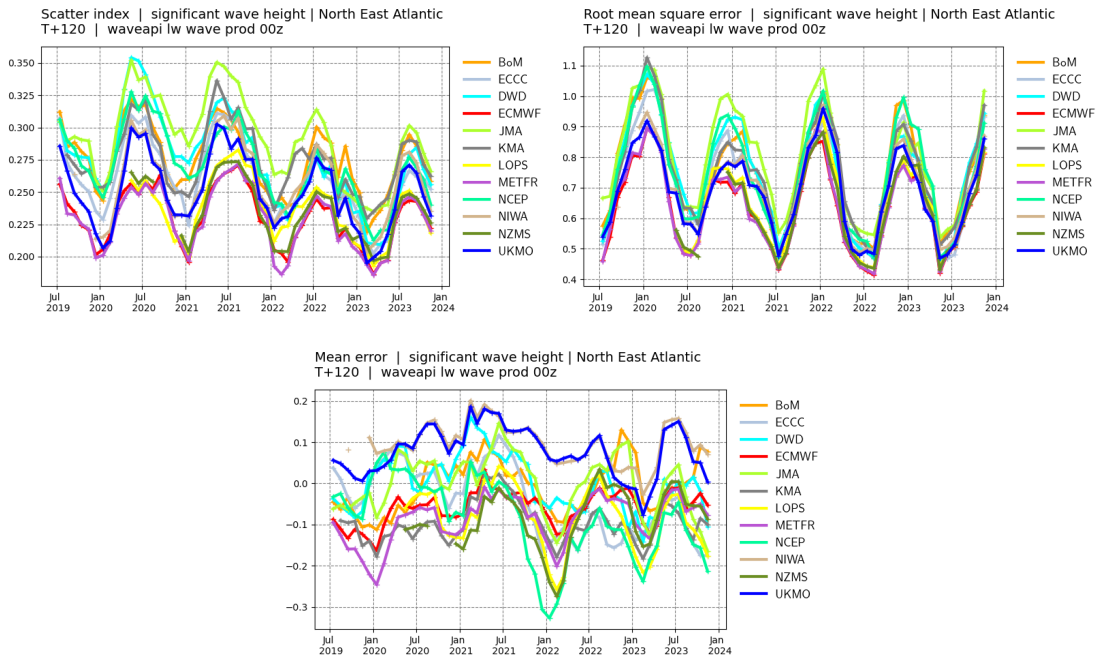 Scatter index | significant wave height | North East Atlantic
T+120 | waveapi lw wave prod 00z
0.350
0.325
0.300
0.275
0.250
0.225
0.200
Jul 2019
Jan 2020
Jul 2020
Jan 2021
Jul 2021
Jan 2022
Jul 2022
Jan 2023
Jul 2023
Jan 2024
BoM
ECCC
DWD
ECMWF
JMA
KMA
LOPS
METFR
NCEP
NIWA
NZMS
UKMO
Root mean square error | significant wave height | North East Atlantic
T+120 | waveapi lw wave prod 00z
1.1
1.0
0.9
0.8
0.7
0.6
0.5
0.4
Jul 2019
Jan 2020
Jul 2020
Jan 2021
Jul 2021
Jan 2022
Jul 2022
Jan 2023
Jul 2023
Jan 2024
BoM
ECCC
DWD
ECMWF
JMA
KMA
LOPS
METFR
NCEP
NIWA
NZMS
UKMO
Mean error | significant wave height | North East Atlantic
T+120 | waveapi lw wave prod 00z
0.2
0.1
0.0
−0.1
−0.2
−0.3
Jul 2019
Jan 2020
Jul 2020
Jan 2021
Jul 2021
Jan 2022
Jul 2022
Jan 2023
Jul 2023
Jan 2024
BoM
ECCC
DWD
ECMWF
JMA
KMA
LOPS
METFR
NCEP
NIWA
NZMS
UKMO